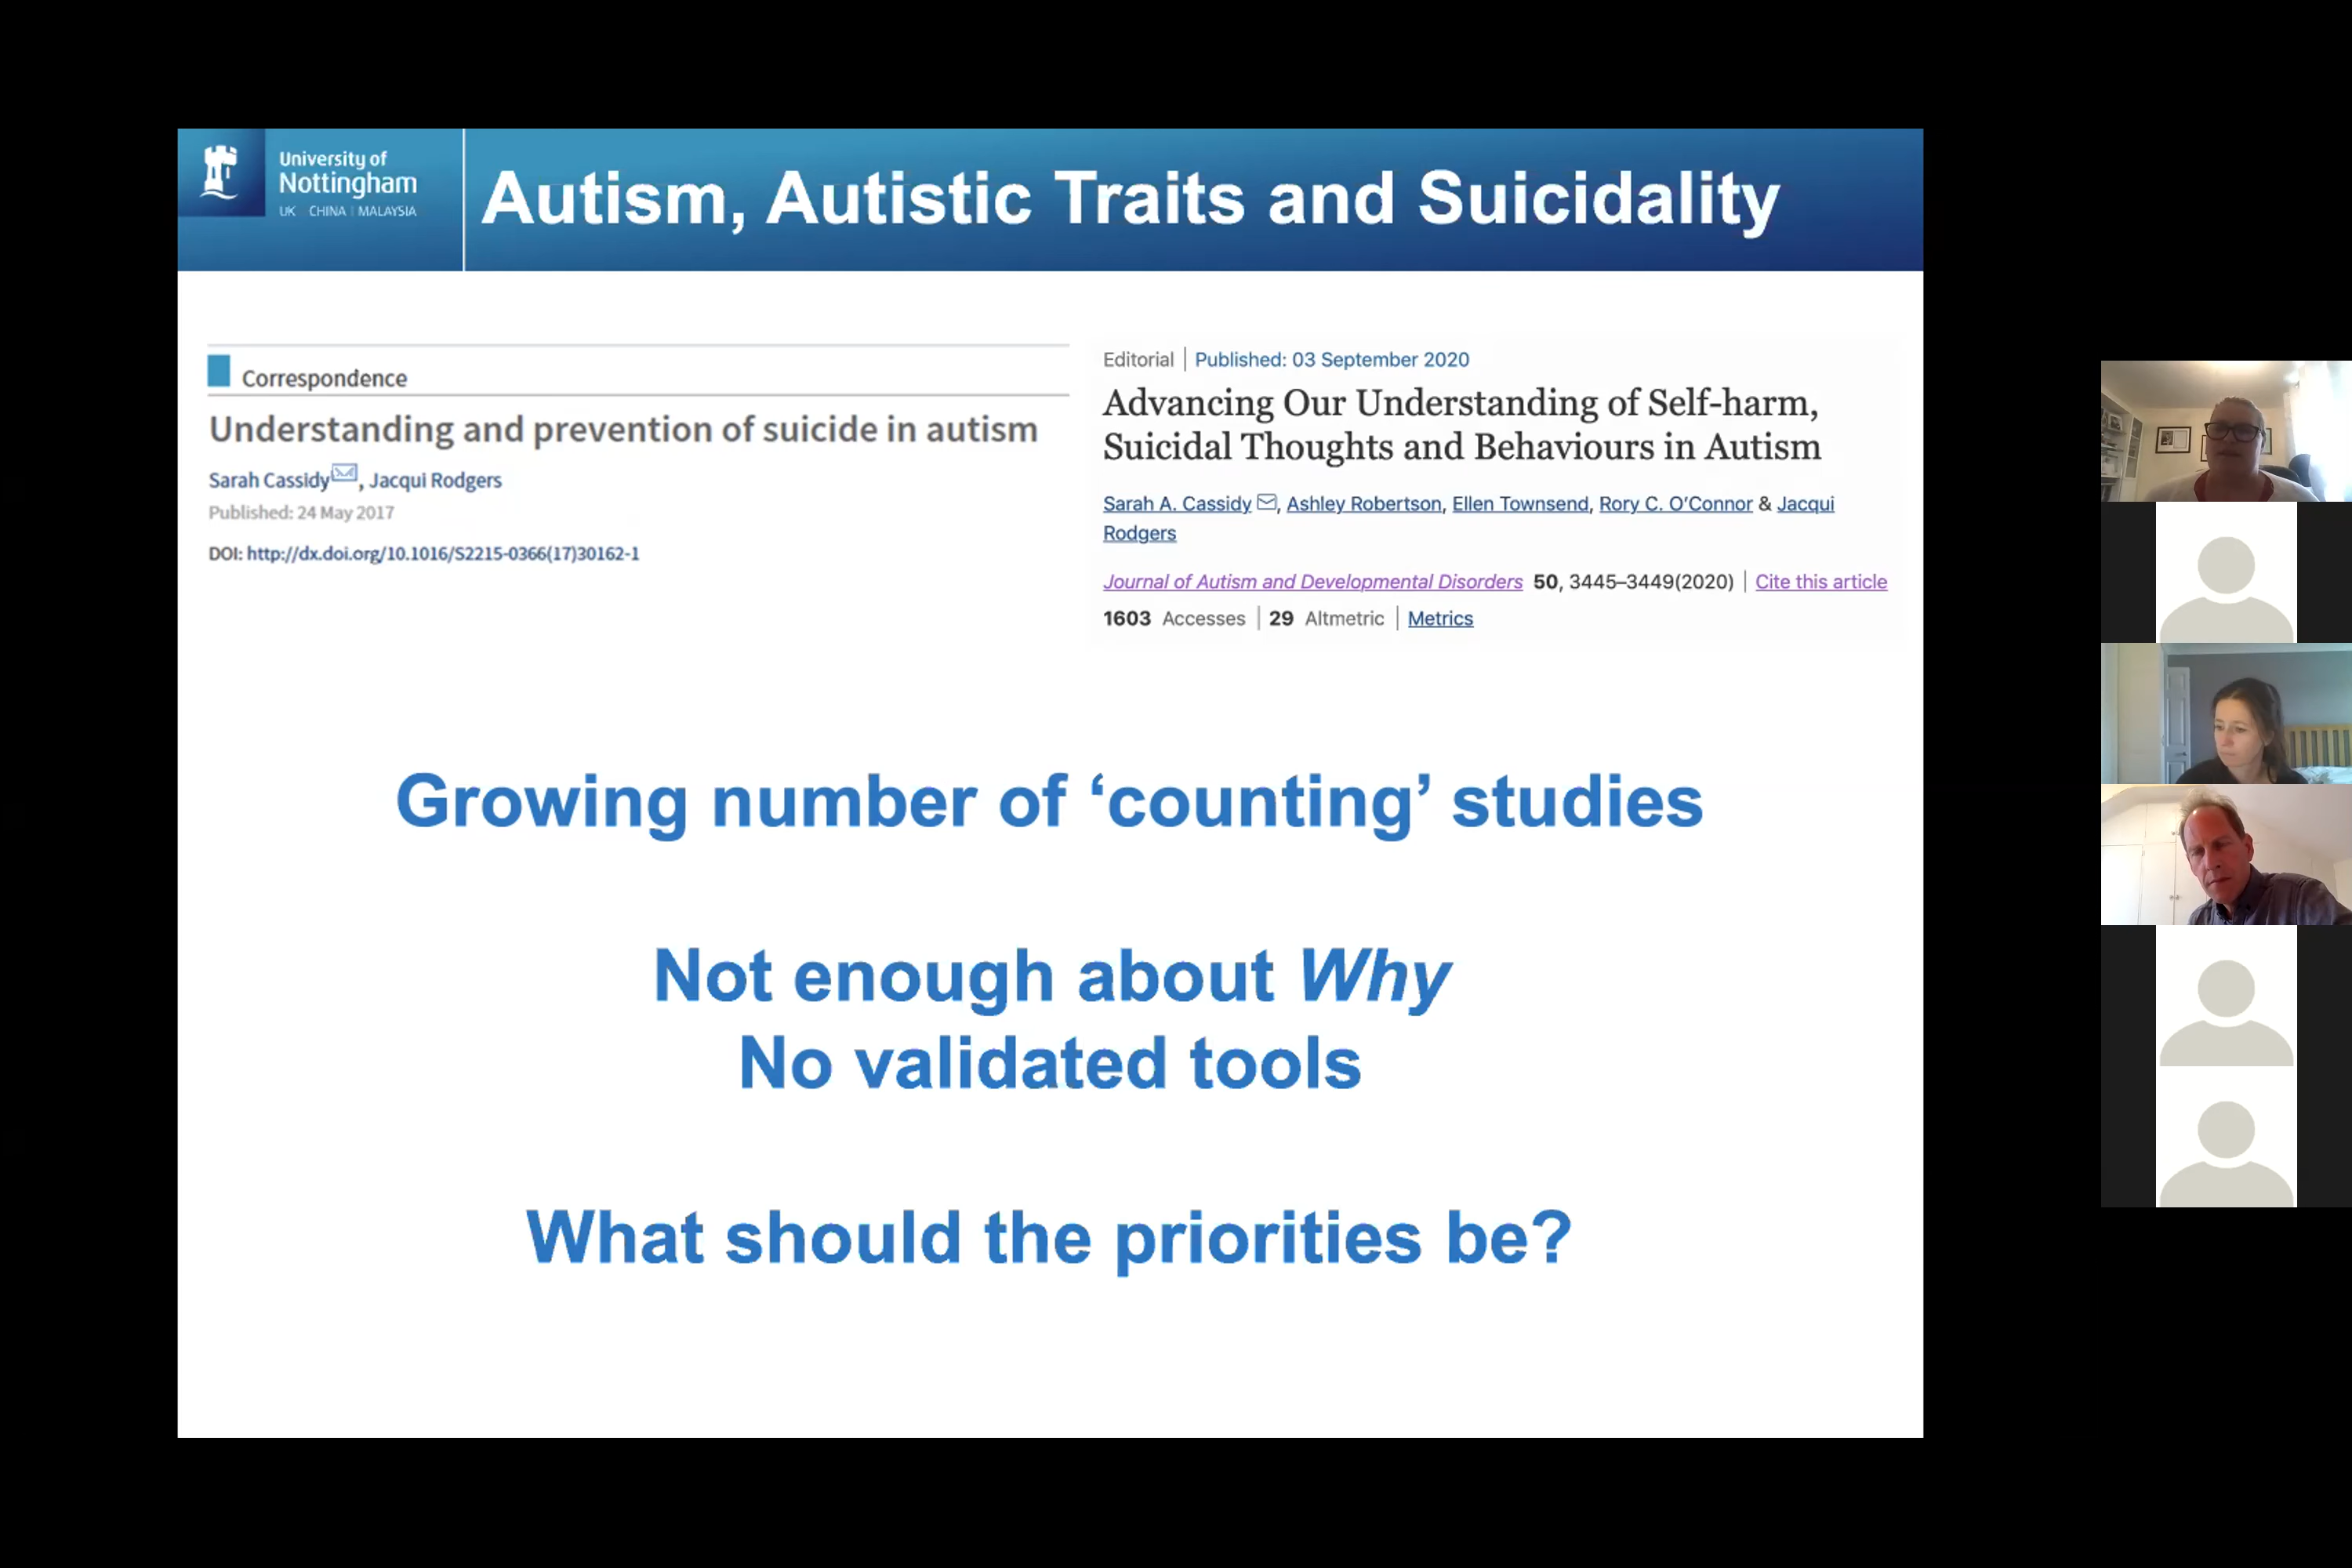 University of
Nottingham
UK CHINA | MALAYSIA
Autism, Autistic Traits and Suicidality
Correspondence
Understanding and prevention of suicide in autism
Sarah Cassidy, Jacqui Rodgers
Published: 24 May 2017
DOI: http://dx.doi.org/10.1016/S2215-0366(17)30162-1
Editorial | Published: 03 September 2020
Advancing Our Understanding of Self-harm,
Suicidal Thoughts and Behaviours in Autism
Sarah A. Cassidy, Ashley Robertson, Ellen Townsend, Rory C. O’Connor & Jacqui
Rodgers
Journal of Autism and Developmental Disorders 50, 3445–3449(2020) | Cite this article
1603 Accesses | 29 Altmetric | Metrics
Growing number of ‘counting’ studies
Not enough about Why
No validated tools
What should the priorities be?